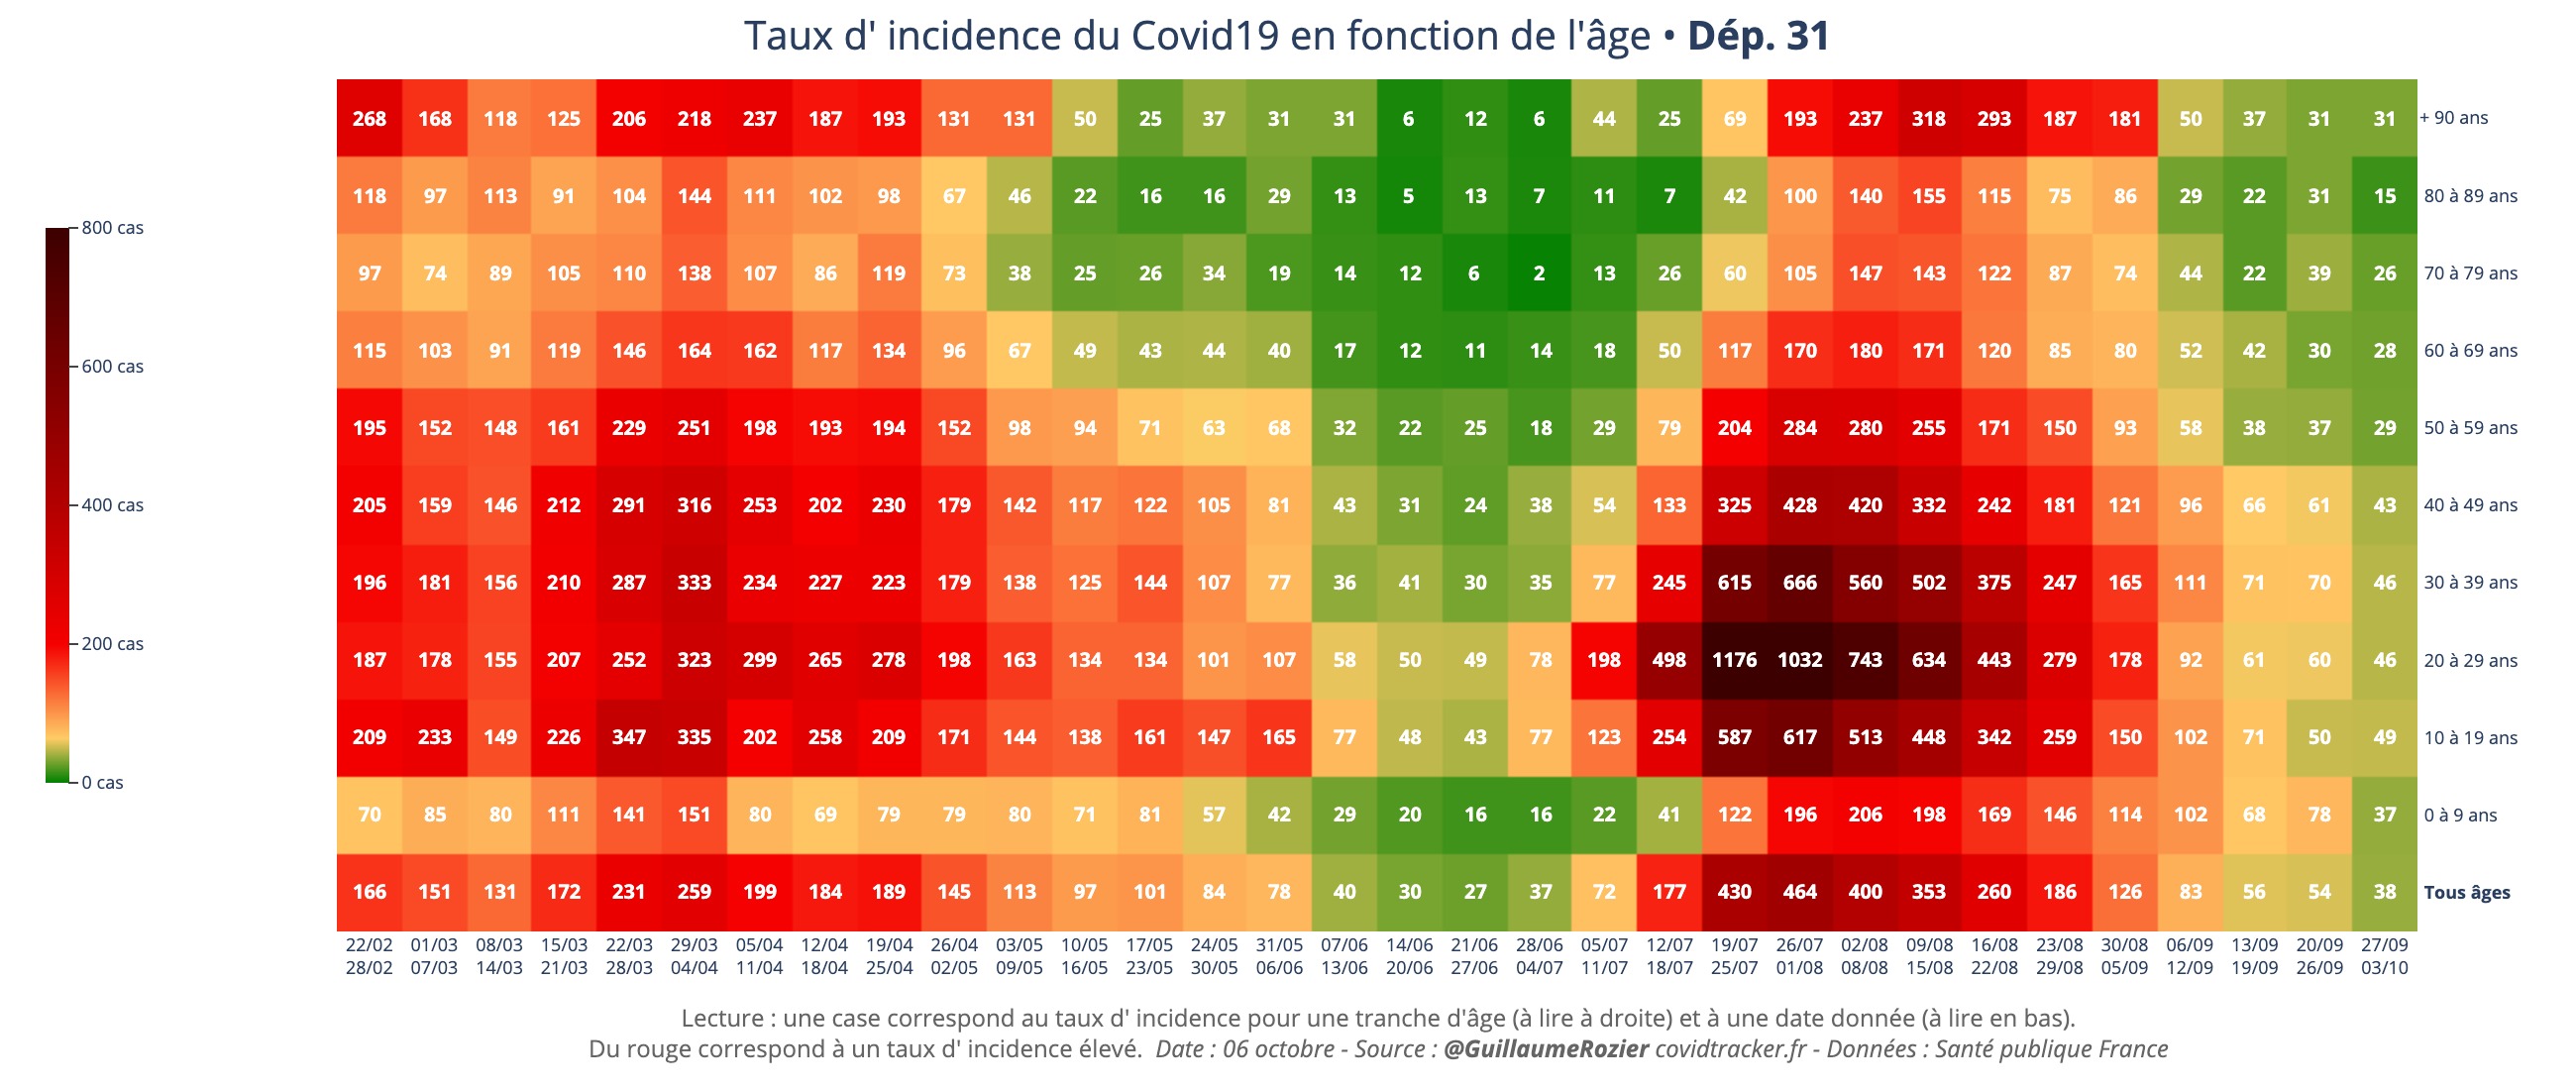 Taux d' incidence du Covid19 en fonction de l'âge • Dép. 31
800 cas
600 cas
400 cas
200 cas
0 cas
268 168 118 125 206 218 237 187 193 131 131 50 25 37 31 31 6 12 6 44 25 69 193 237 318 293 187 181 50 37 31 31 + 90 ans
118 97 113 91 104 144 111 102 98 67 46 22 16 16 29 13 5 13 7 11 7 42 100 140 155 115 75 86 29 22 31 15 80 à 89 ans
97 74 89 105 110 138 107 86 119 73 38 25 26 34 19 14 12 6 2 13 26 60 105 147 143 122 87 74 44 22 39 26 70 à 79 ans
115 103 91 119 146 164 162 117 134 96 67 49 43 44 40 17 12 11 14 18 50 117 170 180 171 120 85 80 52 42 30 28 60 à 69 ans
195 152 148 161 229 251 198 193 194 152 98 94 71 63 68 32 22 25 18 29 79 204 284 280 255 171 150 93 58 38 37 29 50 à 59 ans
205 159 146 212 291 316 253 202 230 179 142 117 122 105 81 43 31 24 38 54 133 325 428 420 332 242 181 121 96 66 61 43 40 à 49 ans
196 181 156 210 287 333 234 227 223 179 138 125 144 107 77 36 41 30 35 77 245 615 666 560 502 375 247 165 111 71 70 46 30 à 39 ans
187 178 155 207 252 323 299 265 278 198 163 134 134 101 107 58 50 49 78 198 498 1176 1032 743 634 443 279 178 92 61 60 46 20 à 29 ans
209 233 149 226 347 335 202 258 209 171 144 138 161 147 165 77 48 43 77 123 254 587 617 513 448 342 259 150 102 71 50 49 10 à 19 ans
70 85 80 111 141 151 80 69 79 79 80 71 81 57 42 29 20 16 16 22 41 122 196 206 198 169 146 114 102 68 78 37 0 à 9 ans
166 151 131 172 231 259 199 184 189 145 113 97 101 84 78 40 30 27 37 72 177 430 464 400 353 260 186 126 83 56 54 38 Tous âges
22/02 01/03 08/03 15/03 22/03 29/03 05/04 12/04 19/04 26/04 03/05 10/05 17/05 24/05 31/05 07/06 14/06 21/06 28/06 05/07 12/07 19/07 26/07 02/08 09/08 16/08 23/08 30/08 06/09 13/09 20/09 27/09
28/02 07/03 14/03 21/03 28/03 04/04 11/04 18/04 25/04 02/05 09/05 16/05 23/05 30/05 06/06 13/06 20/06 27/06 04/07 11/07 18/07 25/07 01/08 08/08 15/08 22/08 29/08 05/09 12/09 19/09 26/09 03/10
Lecture : une case correspond au taux d' incidence pour une tranche d'âge (à lire à droite) et à une date donnée (à lire en bas).
Du rouge correspond à un taux d' incidence élevé. Date : 06 octobre - Source : @GuillaumeRozier covidtracker.fr - Données : Santé publique France